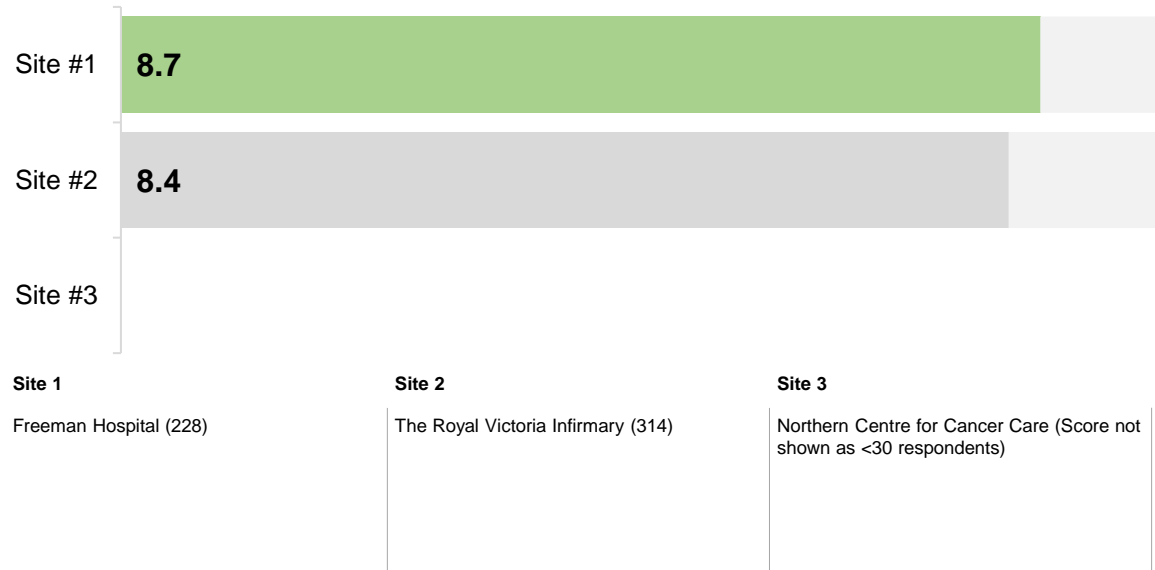 Site #1
8.7
Site #2
8.4
Site #3
Site 1
Site 2
Site 3
Freeman Hospital (228)
The Royal Victoria Infirmary (314)
Northern Centre for Cancer Care (Score not
shown as <30 respondents)